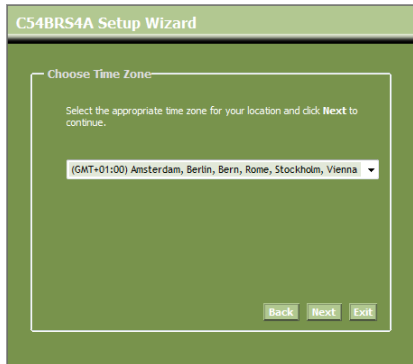 C54BRS4A Setup Wizard
Choose Time Zone
Select the appropriate time zone for your location and click Next to
continue.
(GMT+01:00) Amsterdam, Berlin, Bern, Rome, Stockholm, Vienna
Back Next Exit